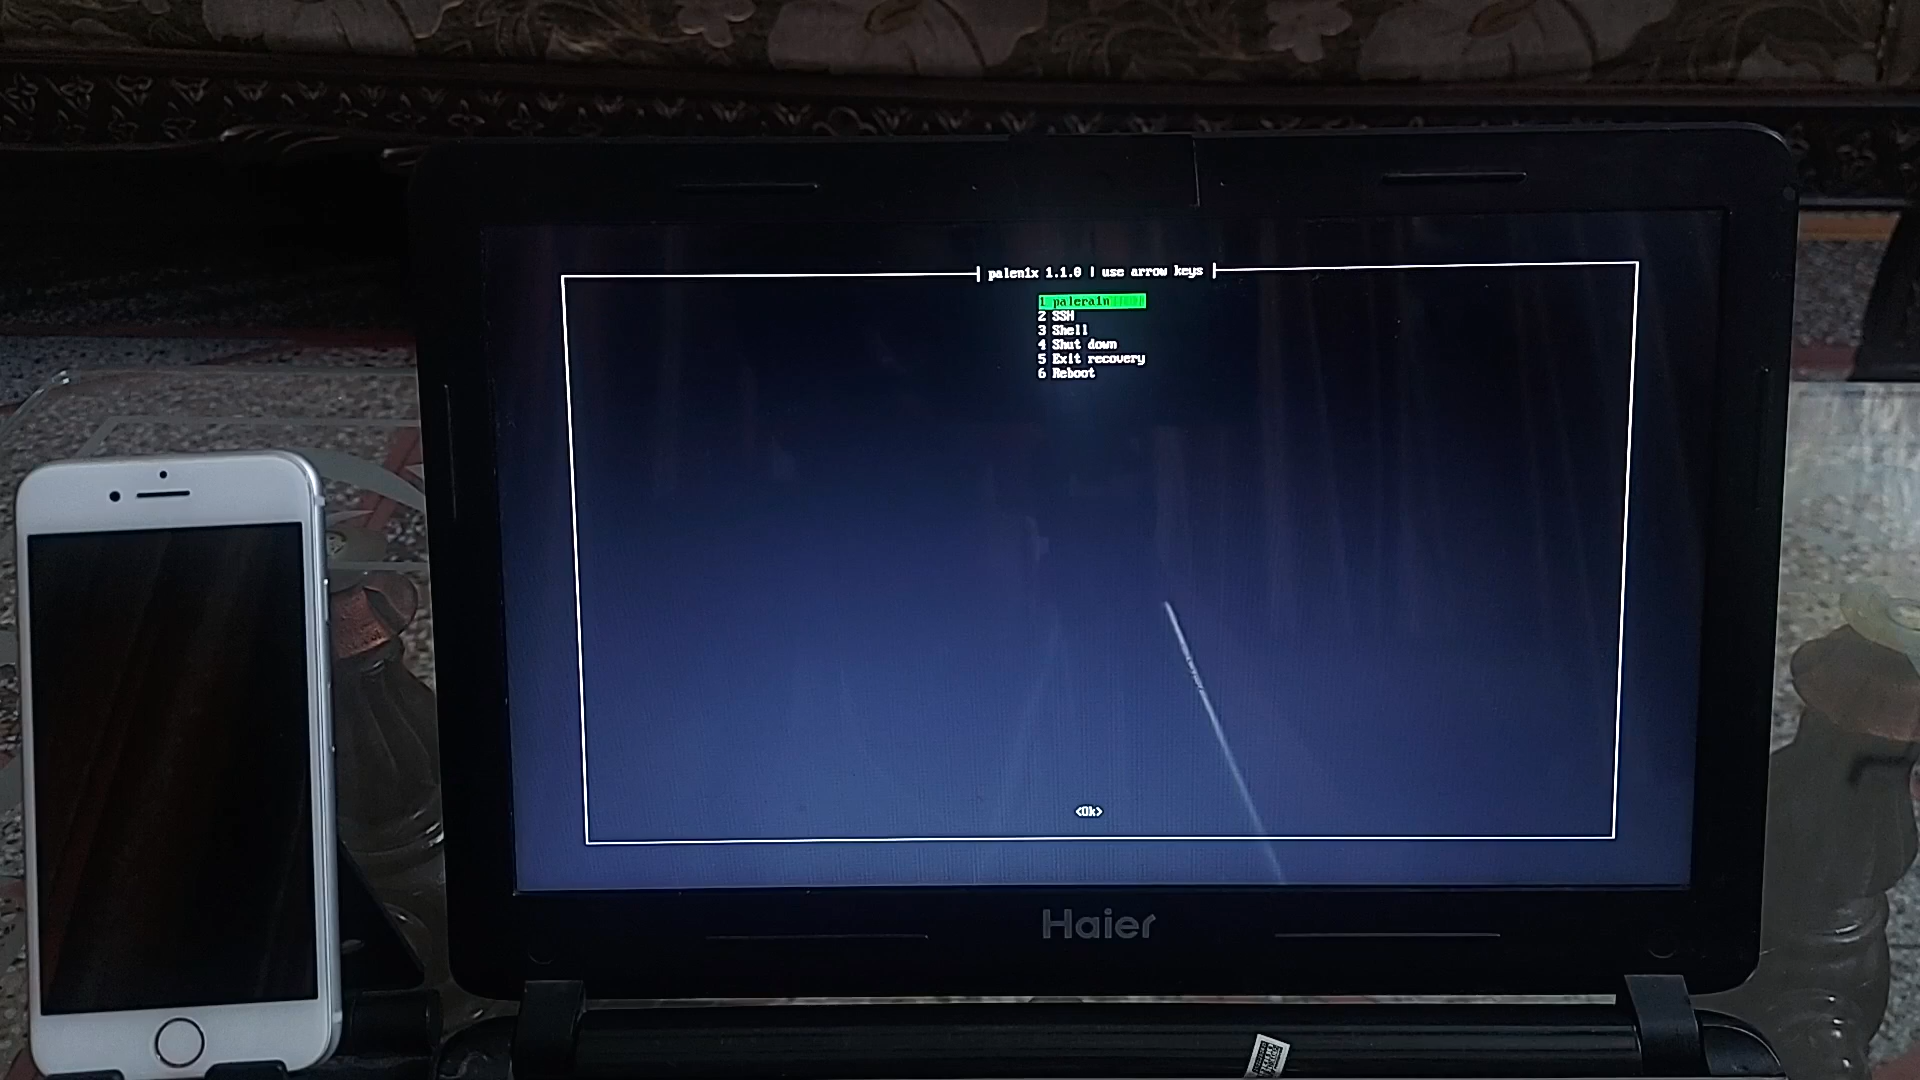 palen1x 1.1.0 | use arrow keys
1 palera1n
2 SSH
3 Shell
4 Shut down
5 Exit recovery
6 Reboot
<Ok>
Haier